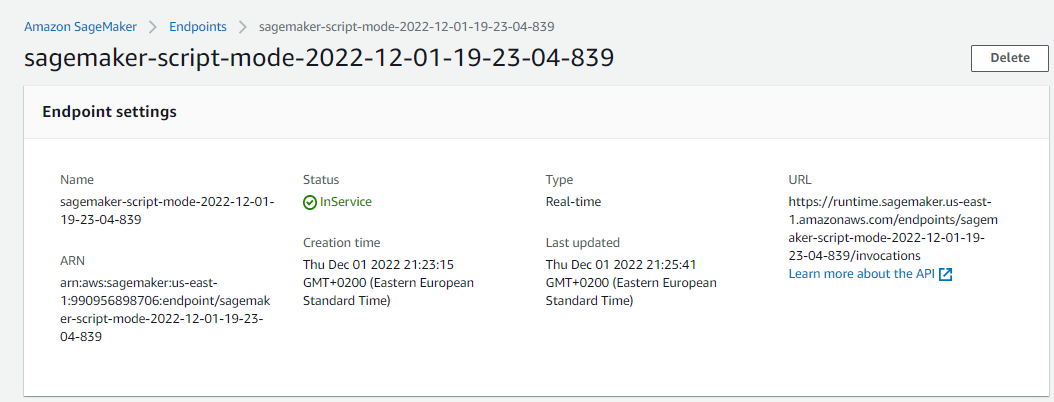 Amazon SageMaker > Endpoints > sagemaker-script-mode-2022-12-01-19-23-04-839
sagemaker-script-mode-2022-12-01-19-23-04-839
Delete
Endpoint settings
Name
sagemaker-script-mode-2022-12-01-
19-23-04-839
ARN
arn:aws:sagemaker:us-east-
1:990956898706:endpoint/sagemak
er-script-mode-2022-12-01-19-23-
04-839
Status
InService
Creation time
Thu Dec 01 2022 21:23:15
GMT+0200 (Eastern European
Standard Time)
Type
Real-time
Last updated
Thu Dec 01 2022 21:25:41
GMT+0200 (Eastern European
Standard Time)
URL
https://runtime.sagemaker.us-east-
1.amazonaws.com/endpoints/sagem
aker-script-mode-2022-12-01-19-
23-04-839/invocations
Learn more about the API